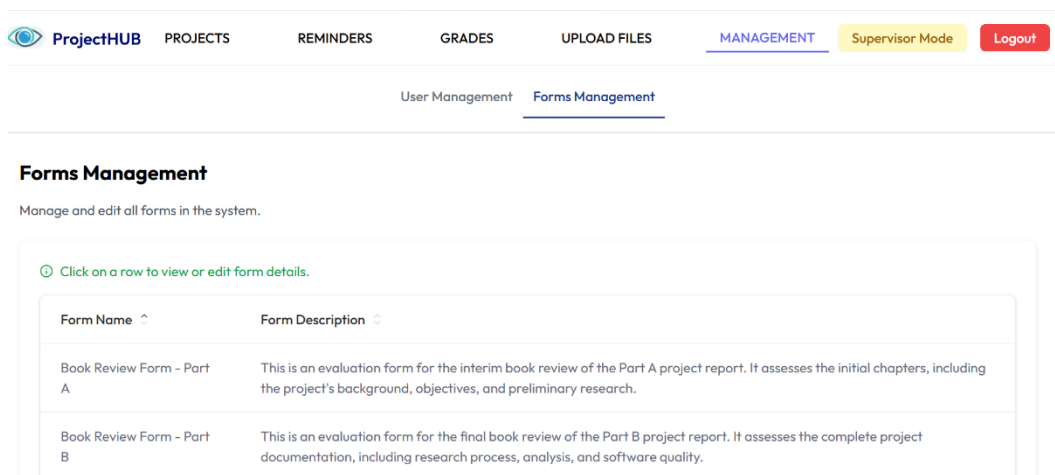 ProjectHUB PROJECTS REMINDERS GRADES UPLOAD FILES MANAGEMENT Supervisor Mode Logout
User Management Forms Management
Forms Management
Manage and edit all forms in the system.
Click on a row to view or edit form details.
Form Name Form Description
Book Review Form - Part A
This is an evaluation form for the interim book review of the Part A project report. It assesses the initial chapters, including
the project's background, objectives, and preliminary research.
Book Review Form - Part B
This is an evaluation form for the final book review of the Part B project report. It assesses the complete project
documentation, including research process, analysis, and software quality.